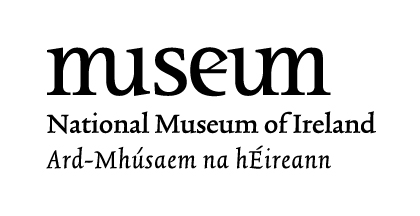 museum
National Museum of Ireland
Ard-Mhúsaem na hÉireann